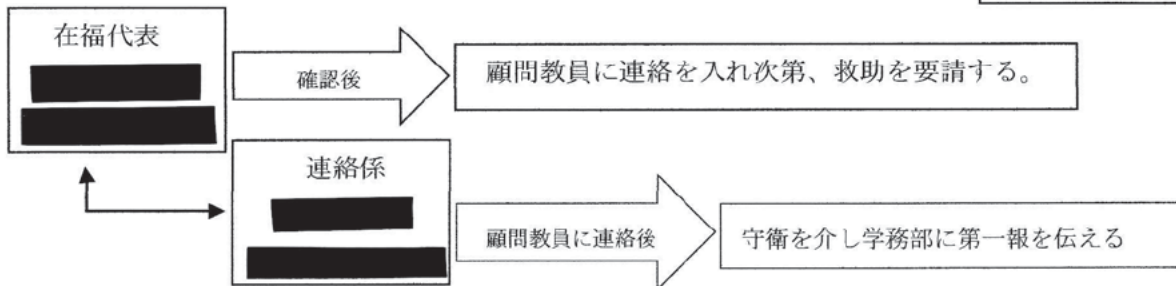 在福代表
確認後
顧問教員に連絡を入れ次第、救助を要請する。
連絡係
顧問教員に連絡後
守衛を介し学務部に第一報を伝える